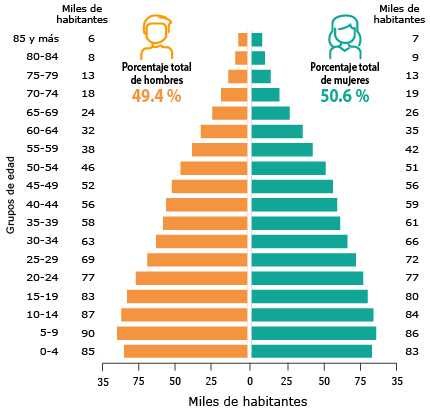 Miles de
habitantes
Miles de
habitantes
85 y más 6 7
80-84 8 9
75-79 13 13
70-74 18 19
65-69 24 26
60-64 32 35
55-59 38 42
50-54 46 51
45-49 52 56
40-44 56 59
35-39 58 61
30-34 63 66
25-29 69 72
20-24 77 77
15-19 83 80
10-14 87 84
5-9 90 86
0-4 85 83
Porcentaje total
de hombres
49.4 %
Porcentaje total
de mujeres
50.6 %
Grupos de edad
35 75 50 25 0 25 50 75 35
Miles de habitantes